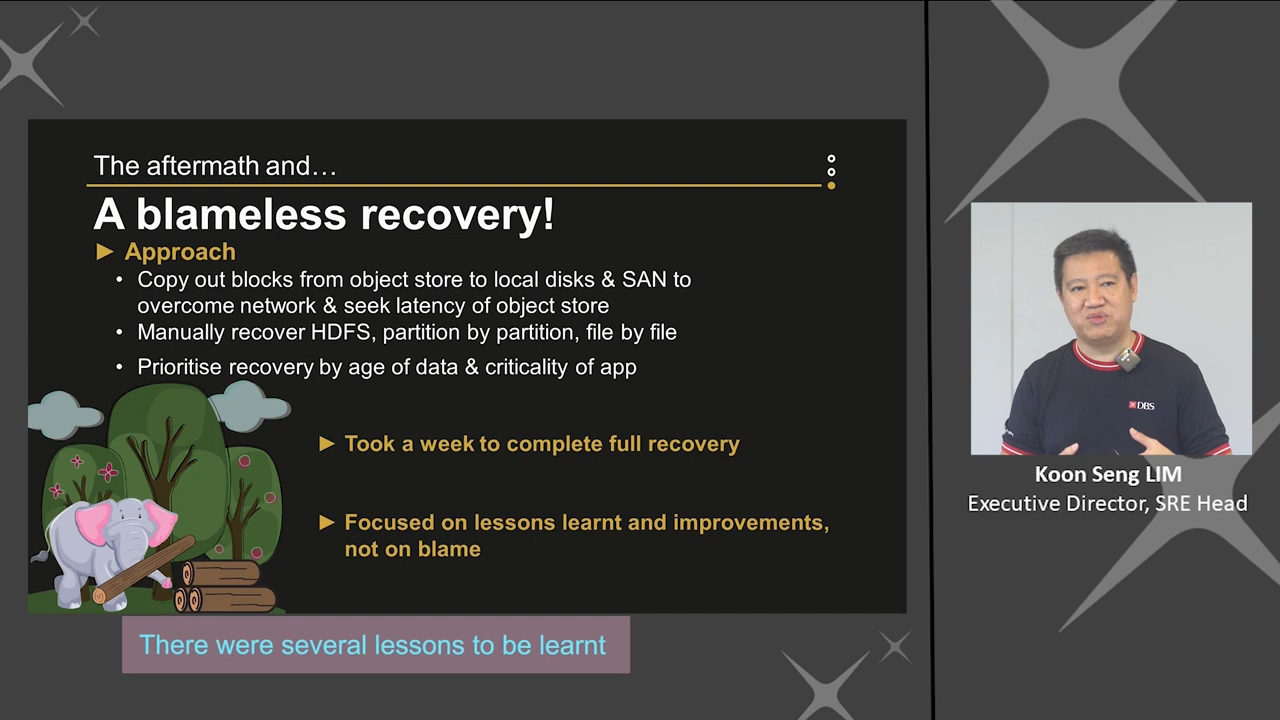 The aftermath and…
A blameless recovery!
► Approach
• Copy out blocks from object store to local disks & SAN to
overcome network & seek latency of object store
• Manually recover HDFS, partition by partition, file by file
• Prioritise recovery by age of data & criticality of app
► Took a week to complete full recovery
► Focused on lessons learnt and improvements,
not on blame
There were several lessons to be learnt
DBS
Koon Seng LIM
Executive Director, SRE Head